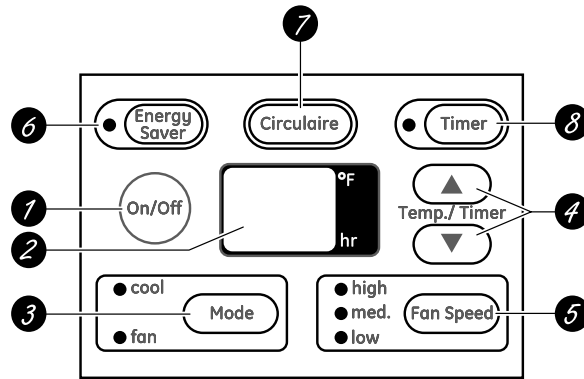 7
6
Energy
Saver
Circulaire
Timer
8
1
On/Off
°F
hr
Temp./ Timer
4
2
3
cool
Mode
fan
high
med.
low
Fan Speed
5